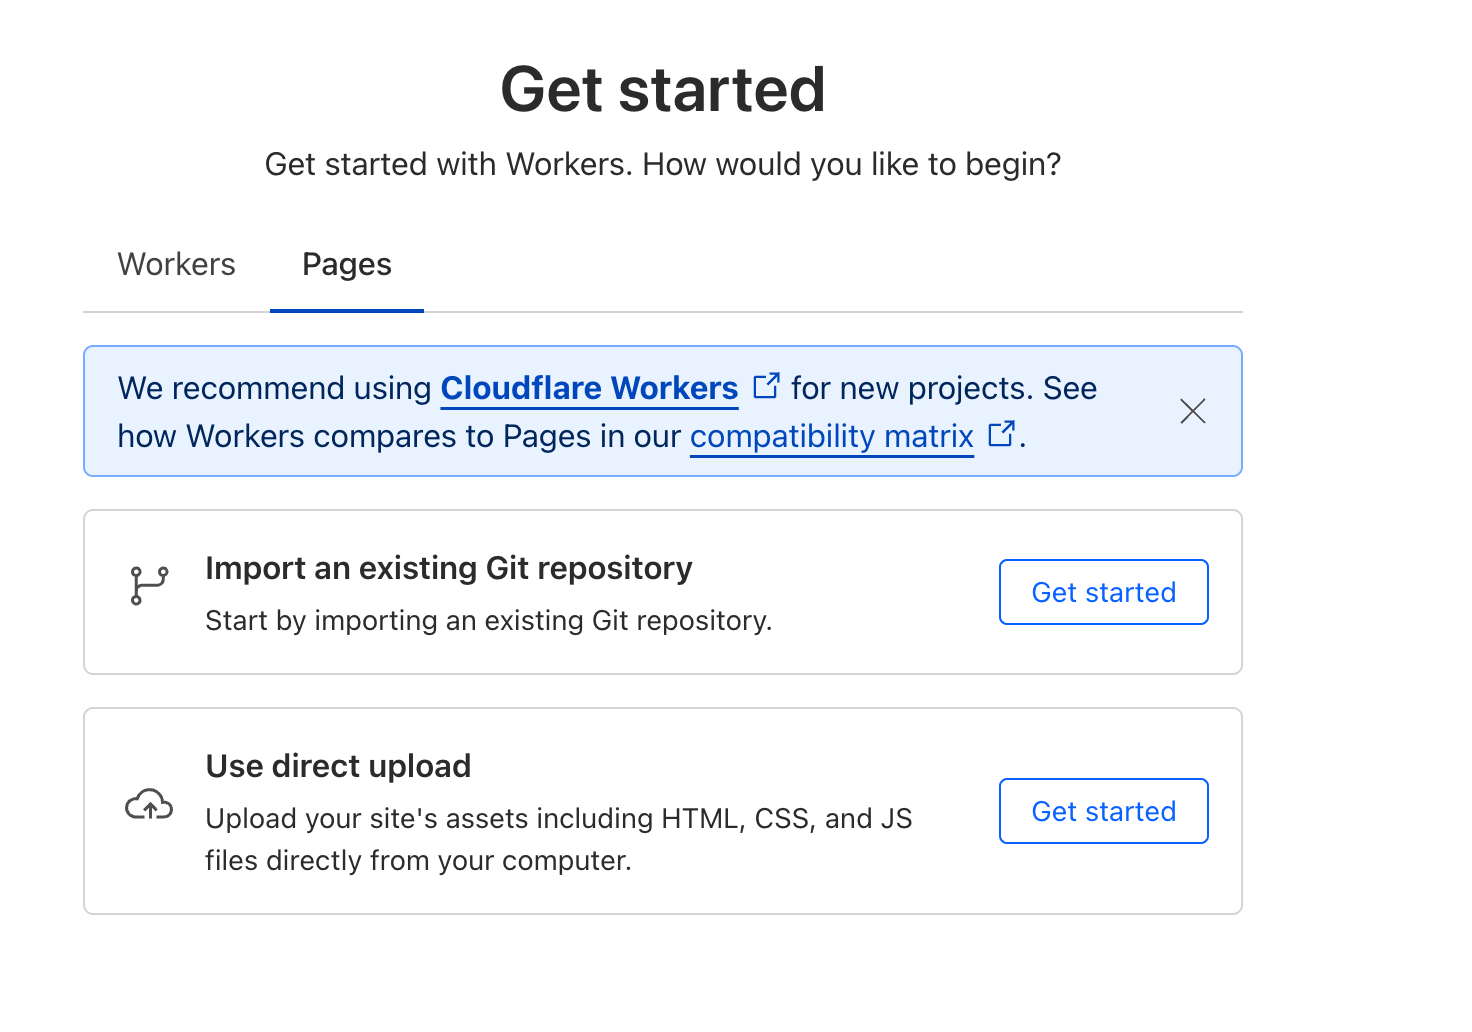 Get started
Get started with Workers. How would you like to begin?
Workers
Pages
We recommend using Cloudflare Workers for new projects. See
how Workers compares to Pages in our compatibility matrix .
Import an existing Git repository
Start by importing an existing Git repository.
Get started
Use direct upload
Upload your site's assets including HTML, CSS, and JS
files directly from your computer.
Get started